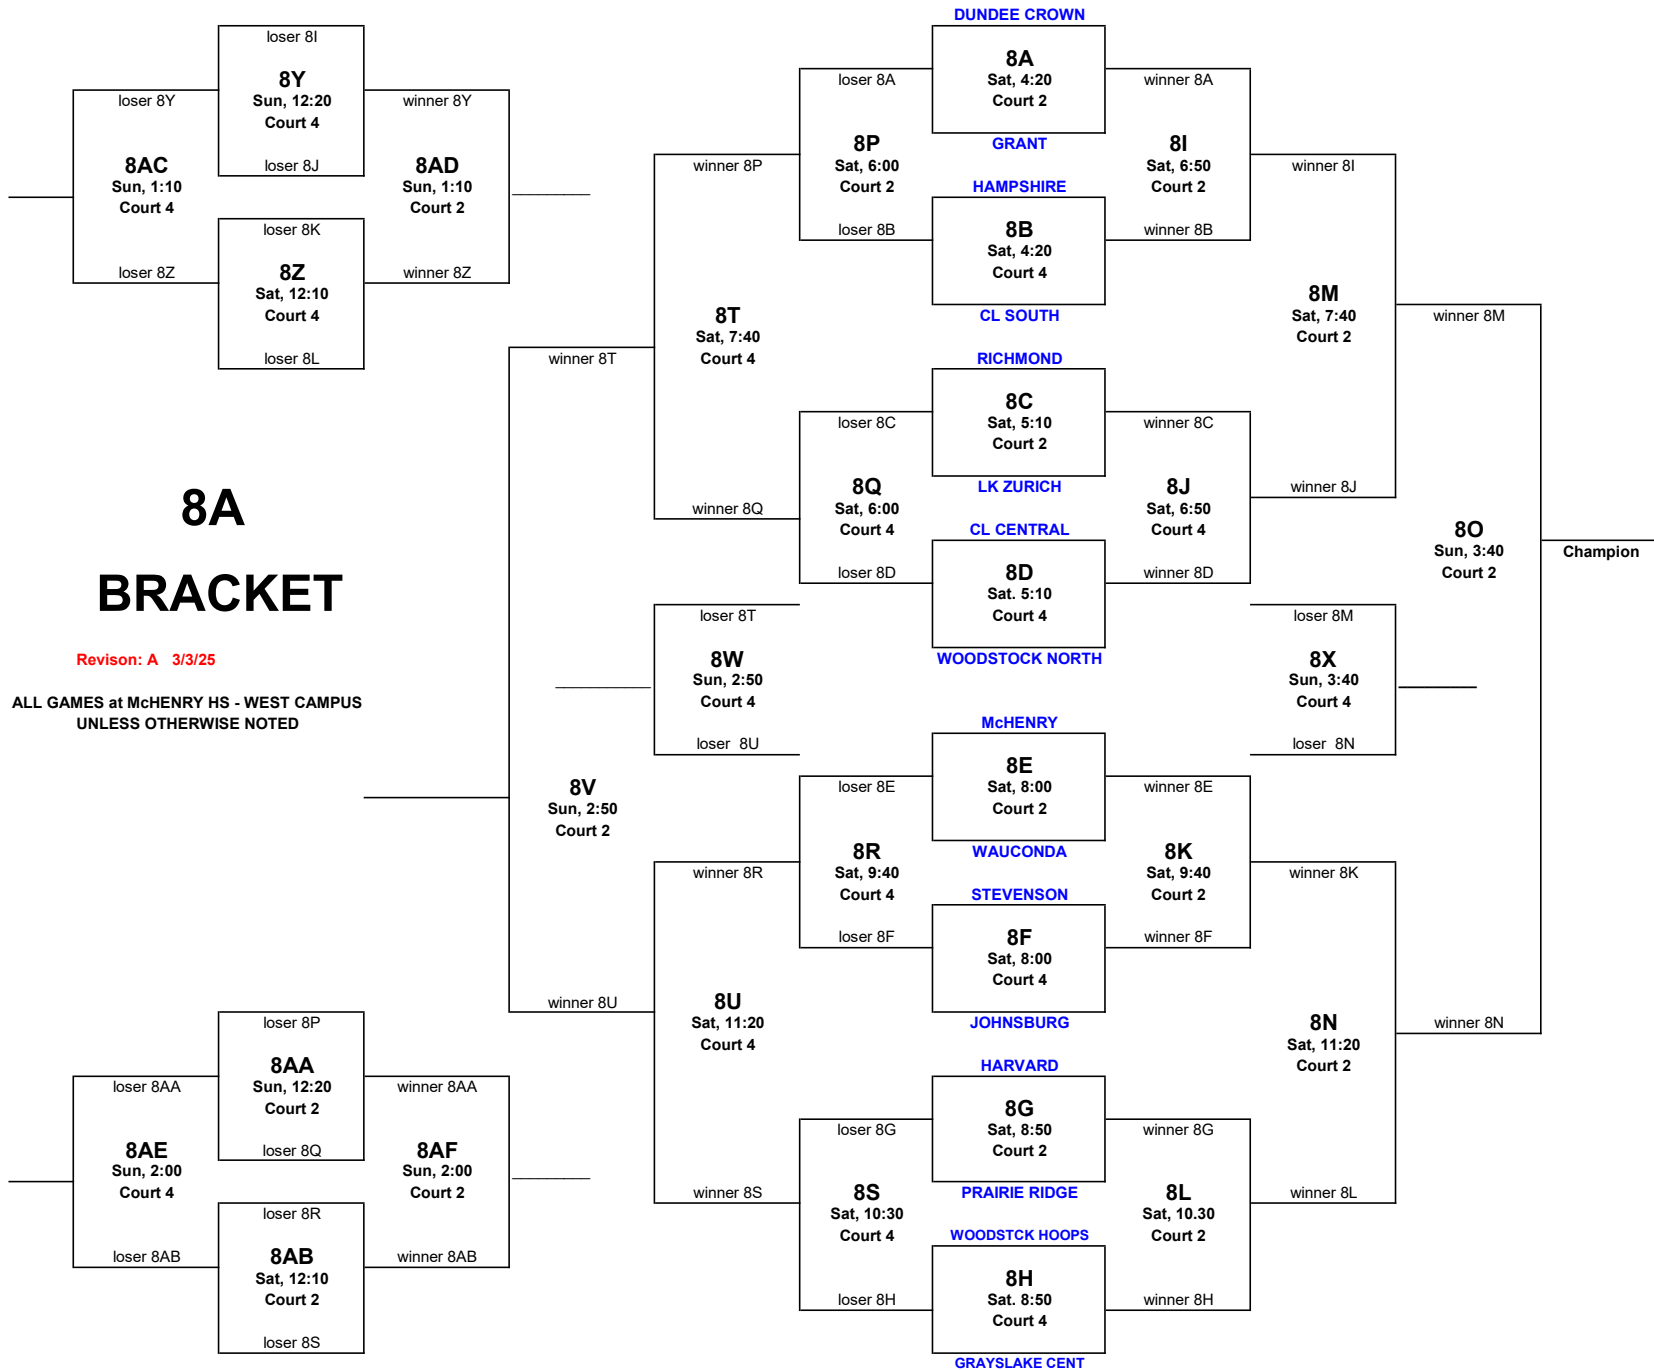 loser 8I
8Y
Sun, 12:20
Court 4
loser 8J
loser 8Y
winner 8Y
8AC
Sun, 1:10
Court 4
8AD
Sun, 1:10
Court 2
loser 8K
8Z
Sat, 12:10
Court 4
loser 8L
loser 8Z
winner 8Z
8A
BRACKET
Revison: A 3/3/25
ALL GAMES at McHENRY HS - WEST CAMPUS
UNLESS OTHERWISE NOTED
loser 8P
8AA
Sun, 12:20
Court 2
loser 8Q
loser 8AA
winner 8AA
8AE
Sun, 2:00
Court 4
8AF
Sun, 2:00
Court 2
loser 8R
8AB
Sat, 12:10
Court 2
loser 8S
loser 8AB
winner 8AB
winner 8T
8V
Sun, 2:50
Court 2
winner 8U
winner 8P
8T
Sat, 7:40
Court 4
winner 8Q
loser 8T
8W
Sun, 2:50
Court 4
loser 8U
winner 8R
8U
Sat, 11:20
Court 4
winner 8S
loser 8A
8P
Sat, 6:00
Court 2
loser 8B
loser 8C
8Q
Sat, 6:00
Court 4
loser 8D
loser 8E
8R
Sat, 9:40
Court 4
loser 8F
loser 8G
8S
Sat, 10:30
Court 4
loser 8H
DUNDEE CROWN
8A
Sat, 4:20
Court 2
GRANT
HAMPSHIRE
8B
Sat, 4:20
Court 4
CL SOUTH
RICHMOND
8C
Sat, 5:10
Court 2
LK ZURICH
CL CENTRAL
8D
Sat. 5:10
Court 4
WOODSTOCK NORTH
McHENRY
8E
Sat, 8:00
Court 2
WAUCONDA
STEVENSON
8F
Sat, 8:00
Court 4
JOHNSBURG
HARVARD
8G
Sat, 8:50
Court 2
PRAIRIE RIDGE
WOODSTCK HOOPS
8H
Sat. 8:50
Court 4
GRAYSLAKE CENT
winner 8A
8I
Sat, 6:50
Court 2
winner 8B
winner 8C
8J
Sat, 6:50
Court 4
winner 8D
winner 8E
8K
Sat, 9:40
Court 2
winner 8F
winner 8G
8L
Sat, 10.30
Court 2
winner 8H
winner 8I
8M
Sat, 7:40
Court 2
winner 8J
loser 8M
8X
Sun, 3:40
Court 4
loser 8N
winner 8K
8N
Sat, 11:20
Court 2
winner 8L
winner 8M
8O
Sun, 3:40
Court 2
winner 8N
Champion